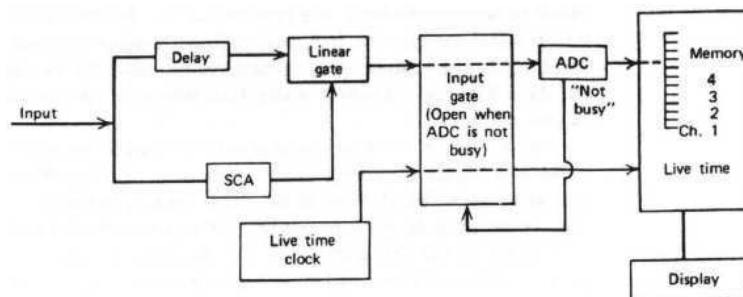 Delay
Linear
gate
Input
SCA
Live time
clock
Input
gate
(Open when
ADC is not
busy)
ADC
"Not
busy"
Memory
4
3
2
Ch. 1
Live time
Display